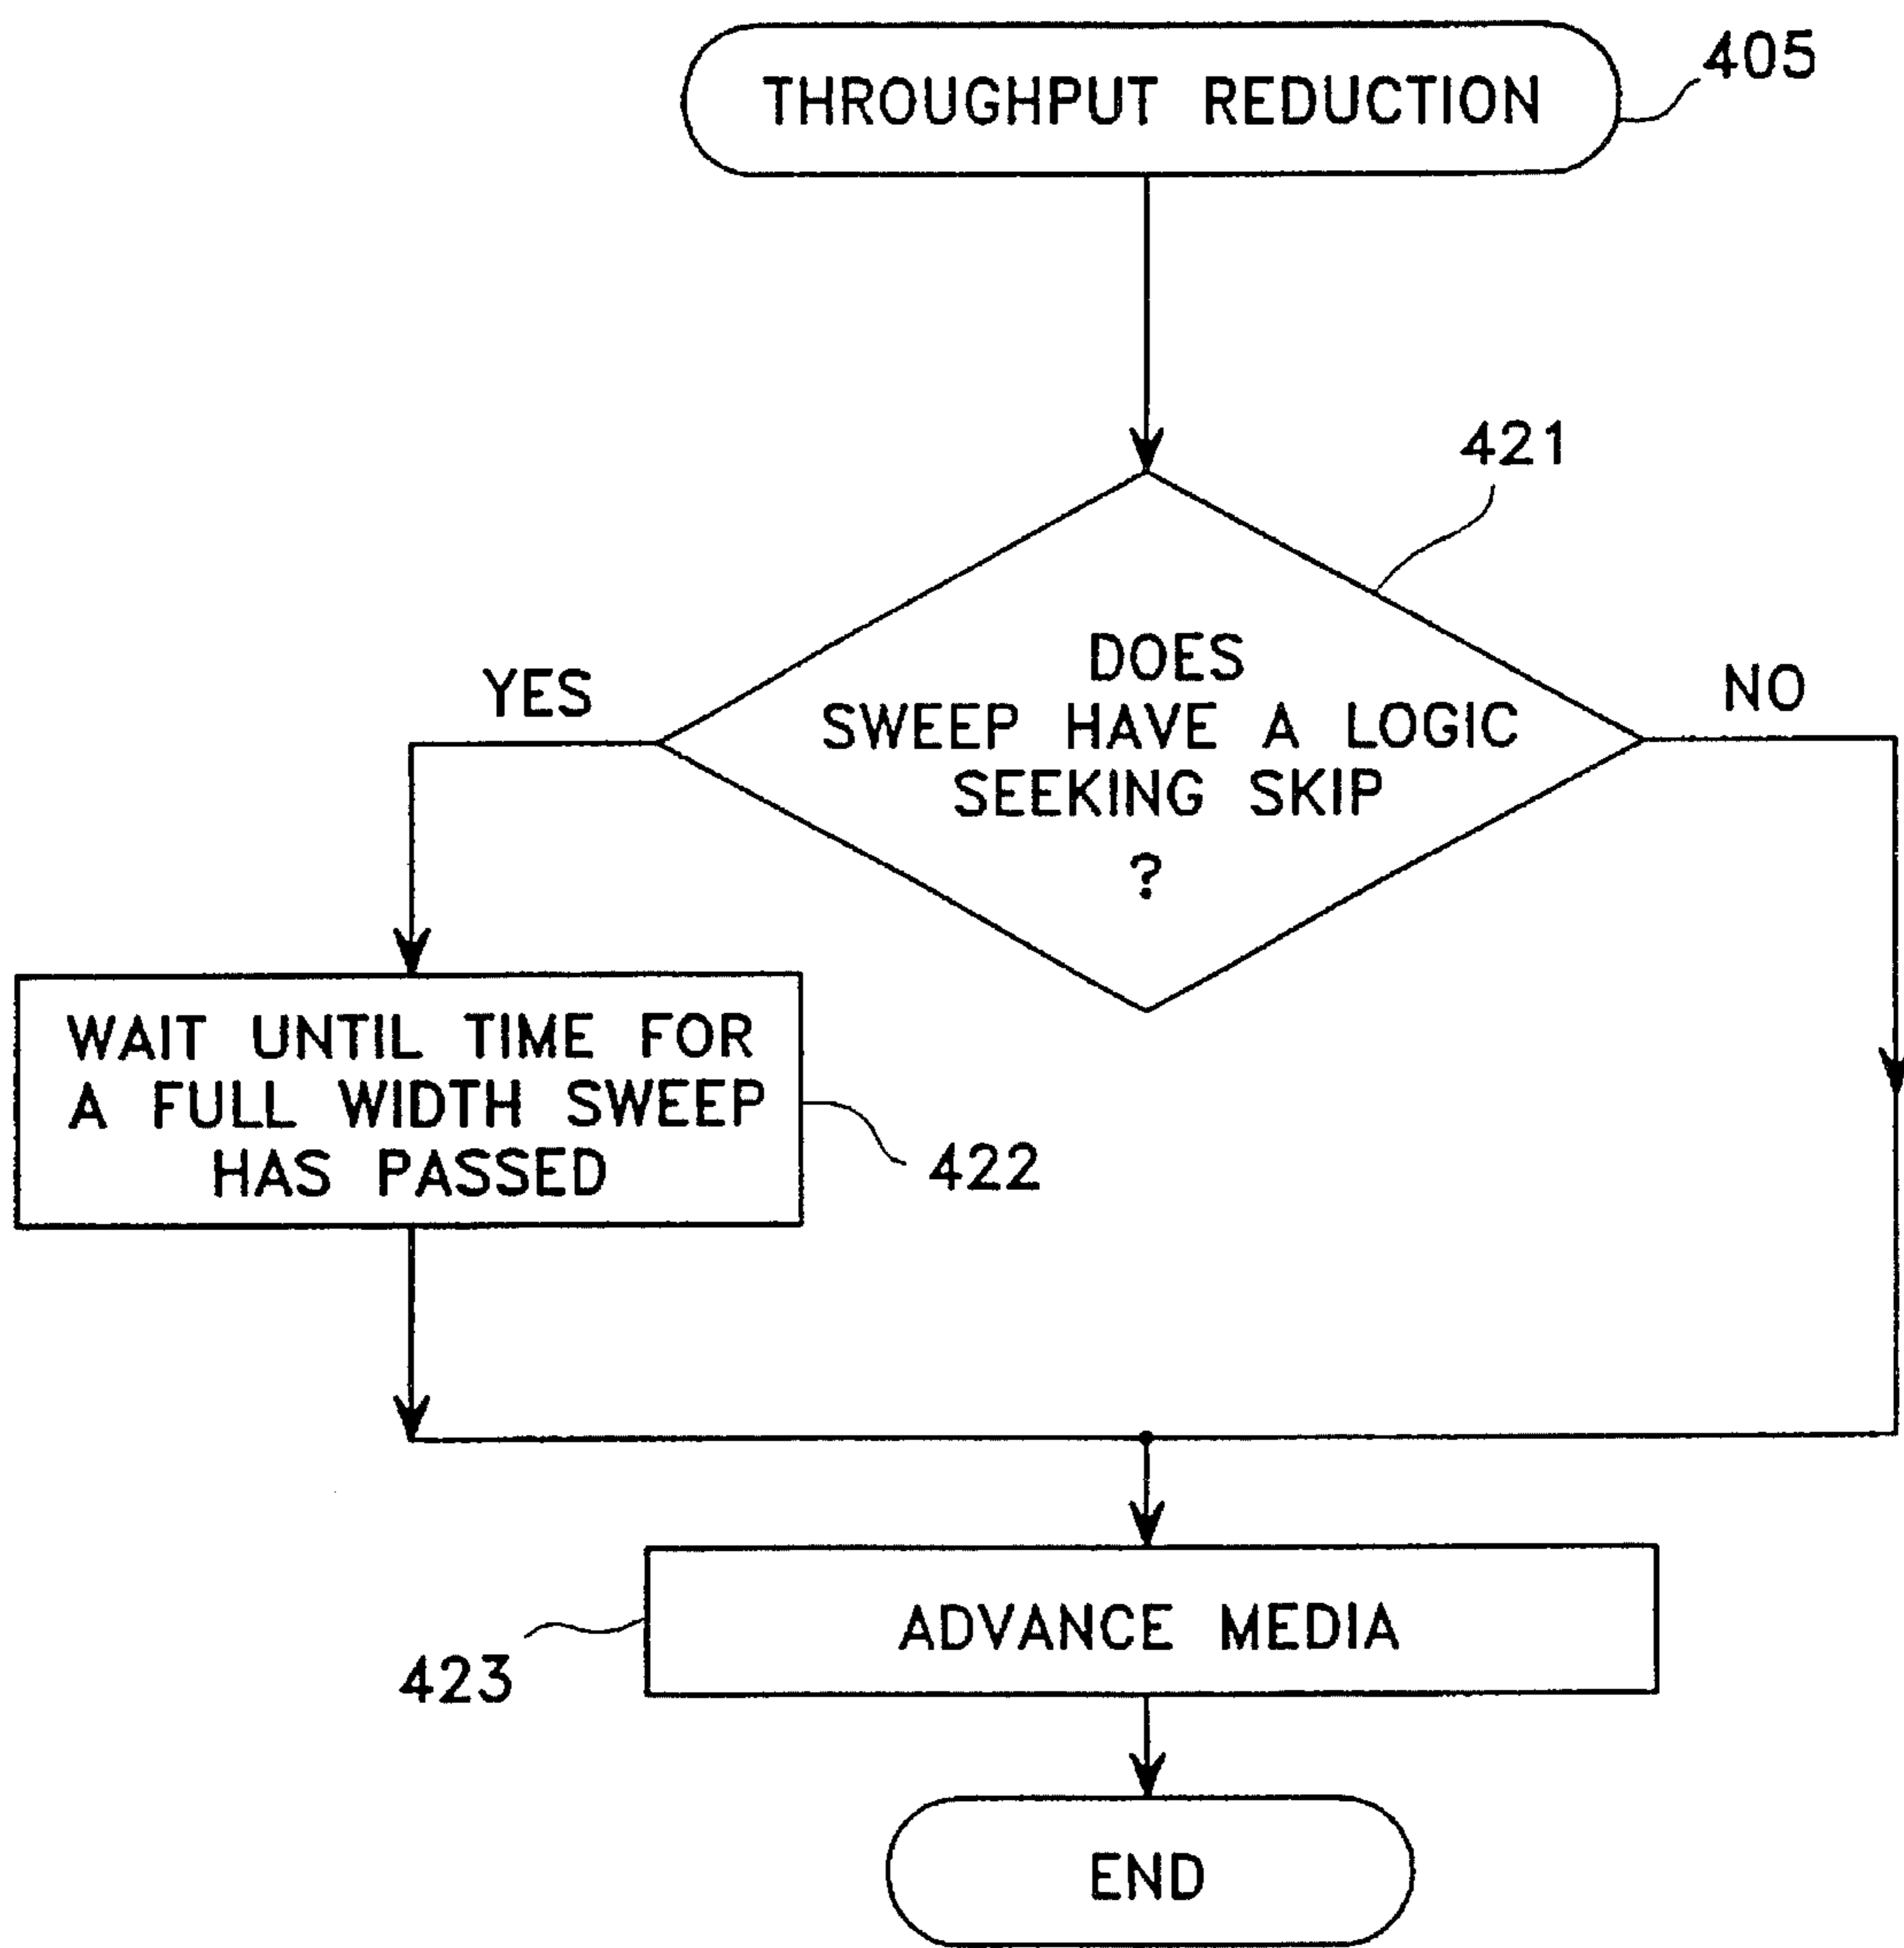 THROUGHPUT REDUCTION
405
421
DOES
SWEEP HAVE A LOGIC
SEEKING SKIP
?
YES
NO
WAIT UNTIL TIME FOR
A FULL WIDTH SWEEP
HAS PASSED
422
ADVANCE MEDIA
423
END